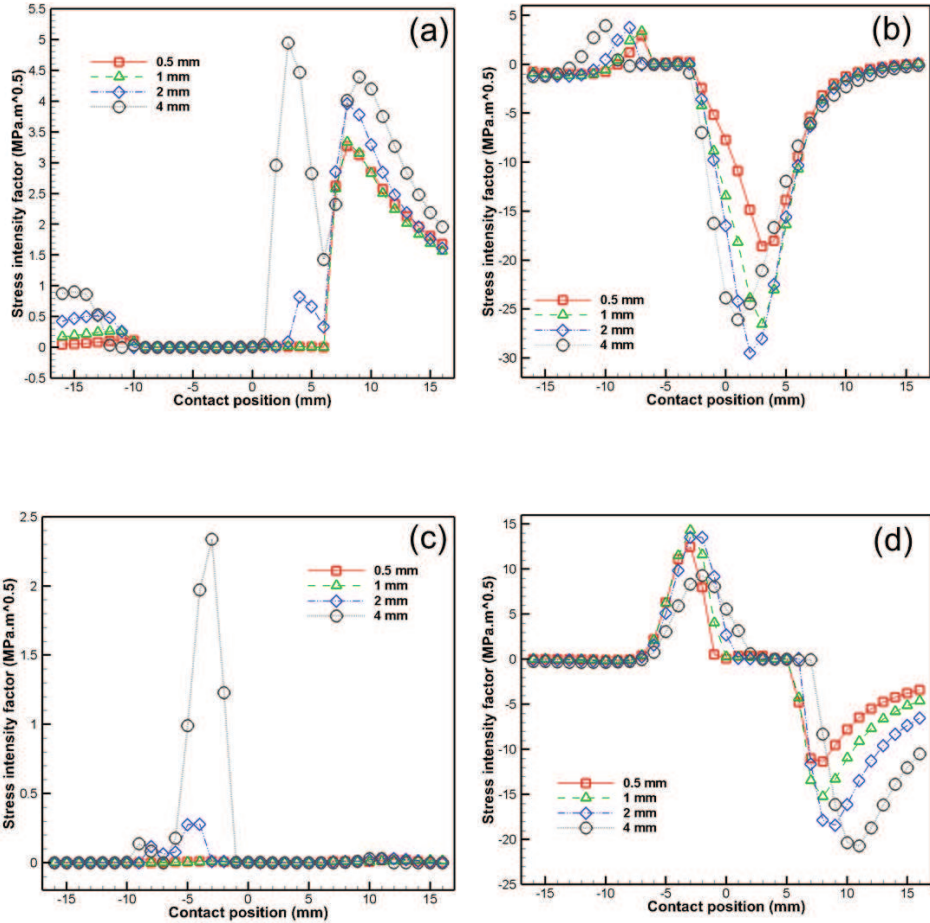 (a)
Stress intensity factor (MPa.m^0.5)
5.5
5
4.5
4
3.5
3
2.5
2
1.5
1
0.5
0
-0.5
0.5 mm
1 mm
2 mm
4 mm
-15 -10 -5 0 5 10 15
Contact position (mm)
(b)
Stress intensity factor (MPa.m^0.5)
5
0
-5
-10
-15
-20
-25
-30
0.5 mm
1 mm
2 mm
4 mm
-15 -10 -5 0 5 10 15
Contact position (mm)
(c)
Stress intensity factor (MPa.m^0.5)
2.5
2
1.5
1
0.5
0
0.5 mm
1 mm
2 mm
4 mm
-15 -10 -5 0 5 10 15
Contact position (mm)
(d)
Stress intensity factor (MPa.m^0.5)
15
10
5
0
-5
-10
-15
-20
-25
0.5 mm
1 mm
2 mm
4 mm
-15 -10 -5 0 5 10 15
Contact position (mm)